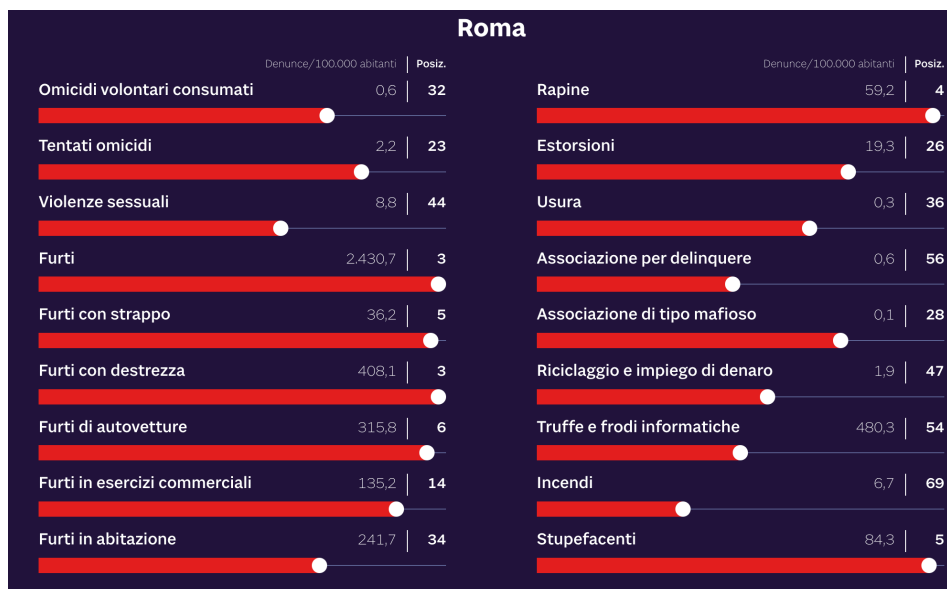 Roma
Denunce/100.000 abitanti Posiz.
Omicidi volontari consumati 0,6 32
Tentati omicidi 2,2 23
Violenze sessuali 8,8 44
Furti 2.430,7 3
Furti con strappo 36,2 5
Furti con destrezza 408,1 3
Furti di autovetture 315,8 6
Furti in esercizi commerciali 135,2 14
Furti in abitazione 241,7 34
Denunce/100.000 abitanti Posiz.
Rapine 59,2 4
Estorsioni 19,3 26
Usura 0,3 36
Associazione per delinquere 0,6 56
Associazione di tipo mafioso 0,1 28
Riciclaggio e impiego di denaro 1,9 47
Truffe e frodi informatiche 480,3 54
Incendi 6,7 69
Stupefacenti 84,3 5